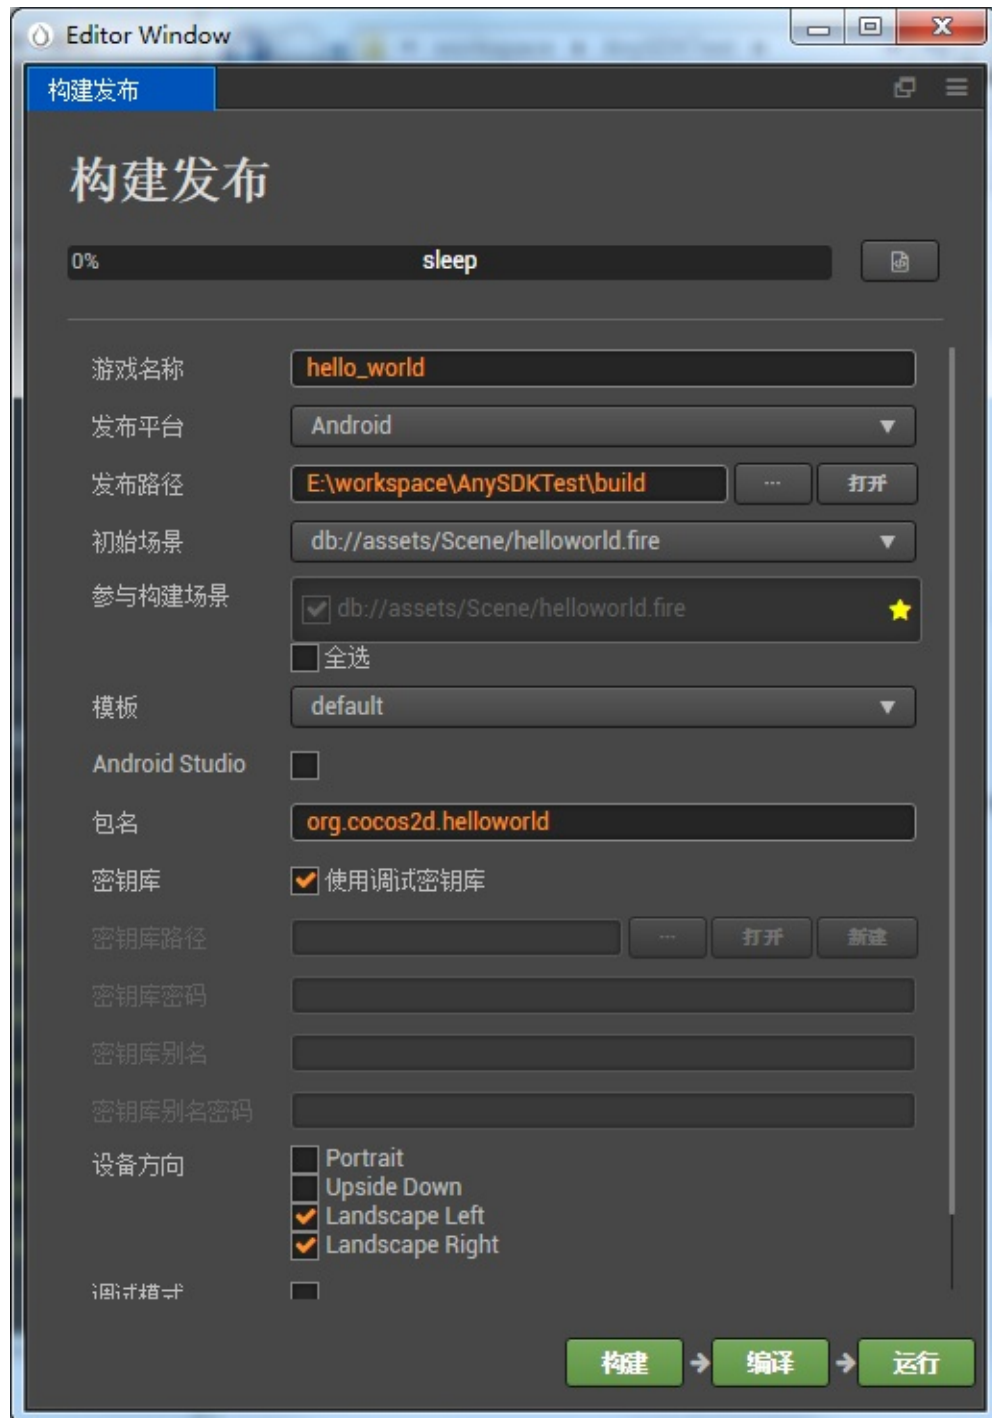 Editor Window
构建发布
构建发布
0% sleep
游戏名称 hello_world
发布平台 Android
发布路径 E:\workspace\AnySDKTest\build ... 打开
初始场景 db://assets/Scene/helloworld.fire
参与构建场景 db://assets/Scene/helloworld.fire
全选
模板 default
Android Studio
包名 org.cocos2d.helloworld
密钥库 使用调试密钥库
密钥库路径 ... 打开 新建
密钥库密码
密钥库别名
密钥库别名密码
设备方向 Portrait
Upside Down
Landscape Left
Landscape Right
调试模式
构建 编译 运行